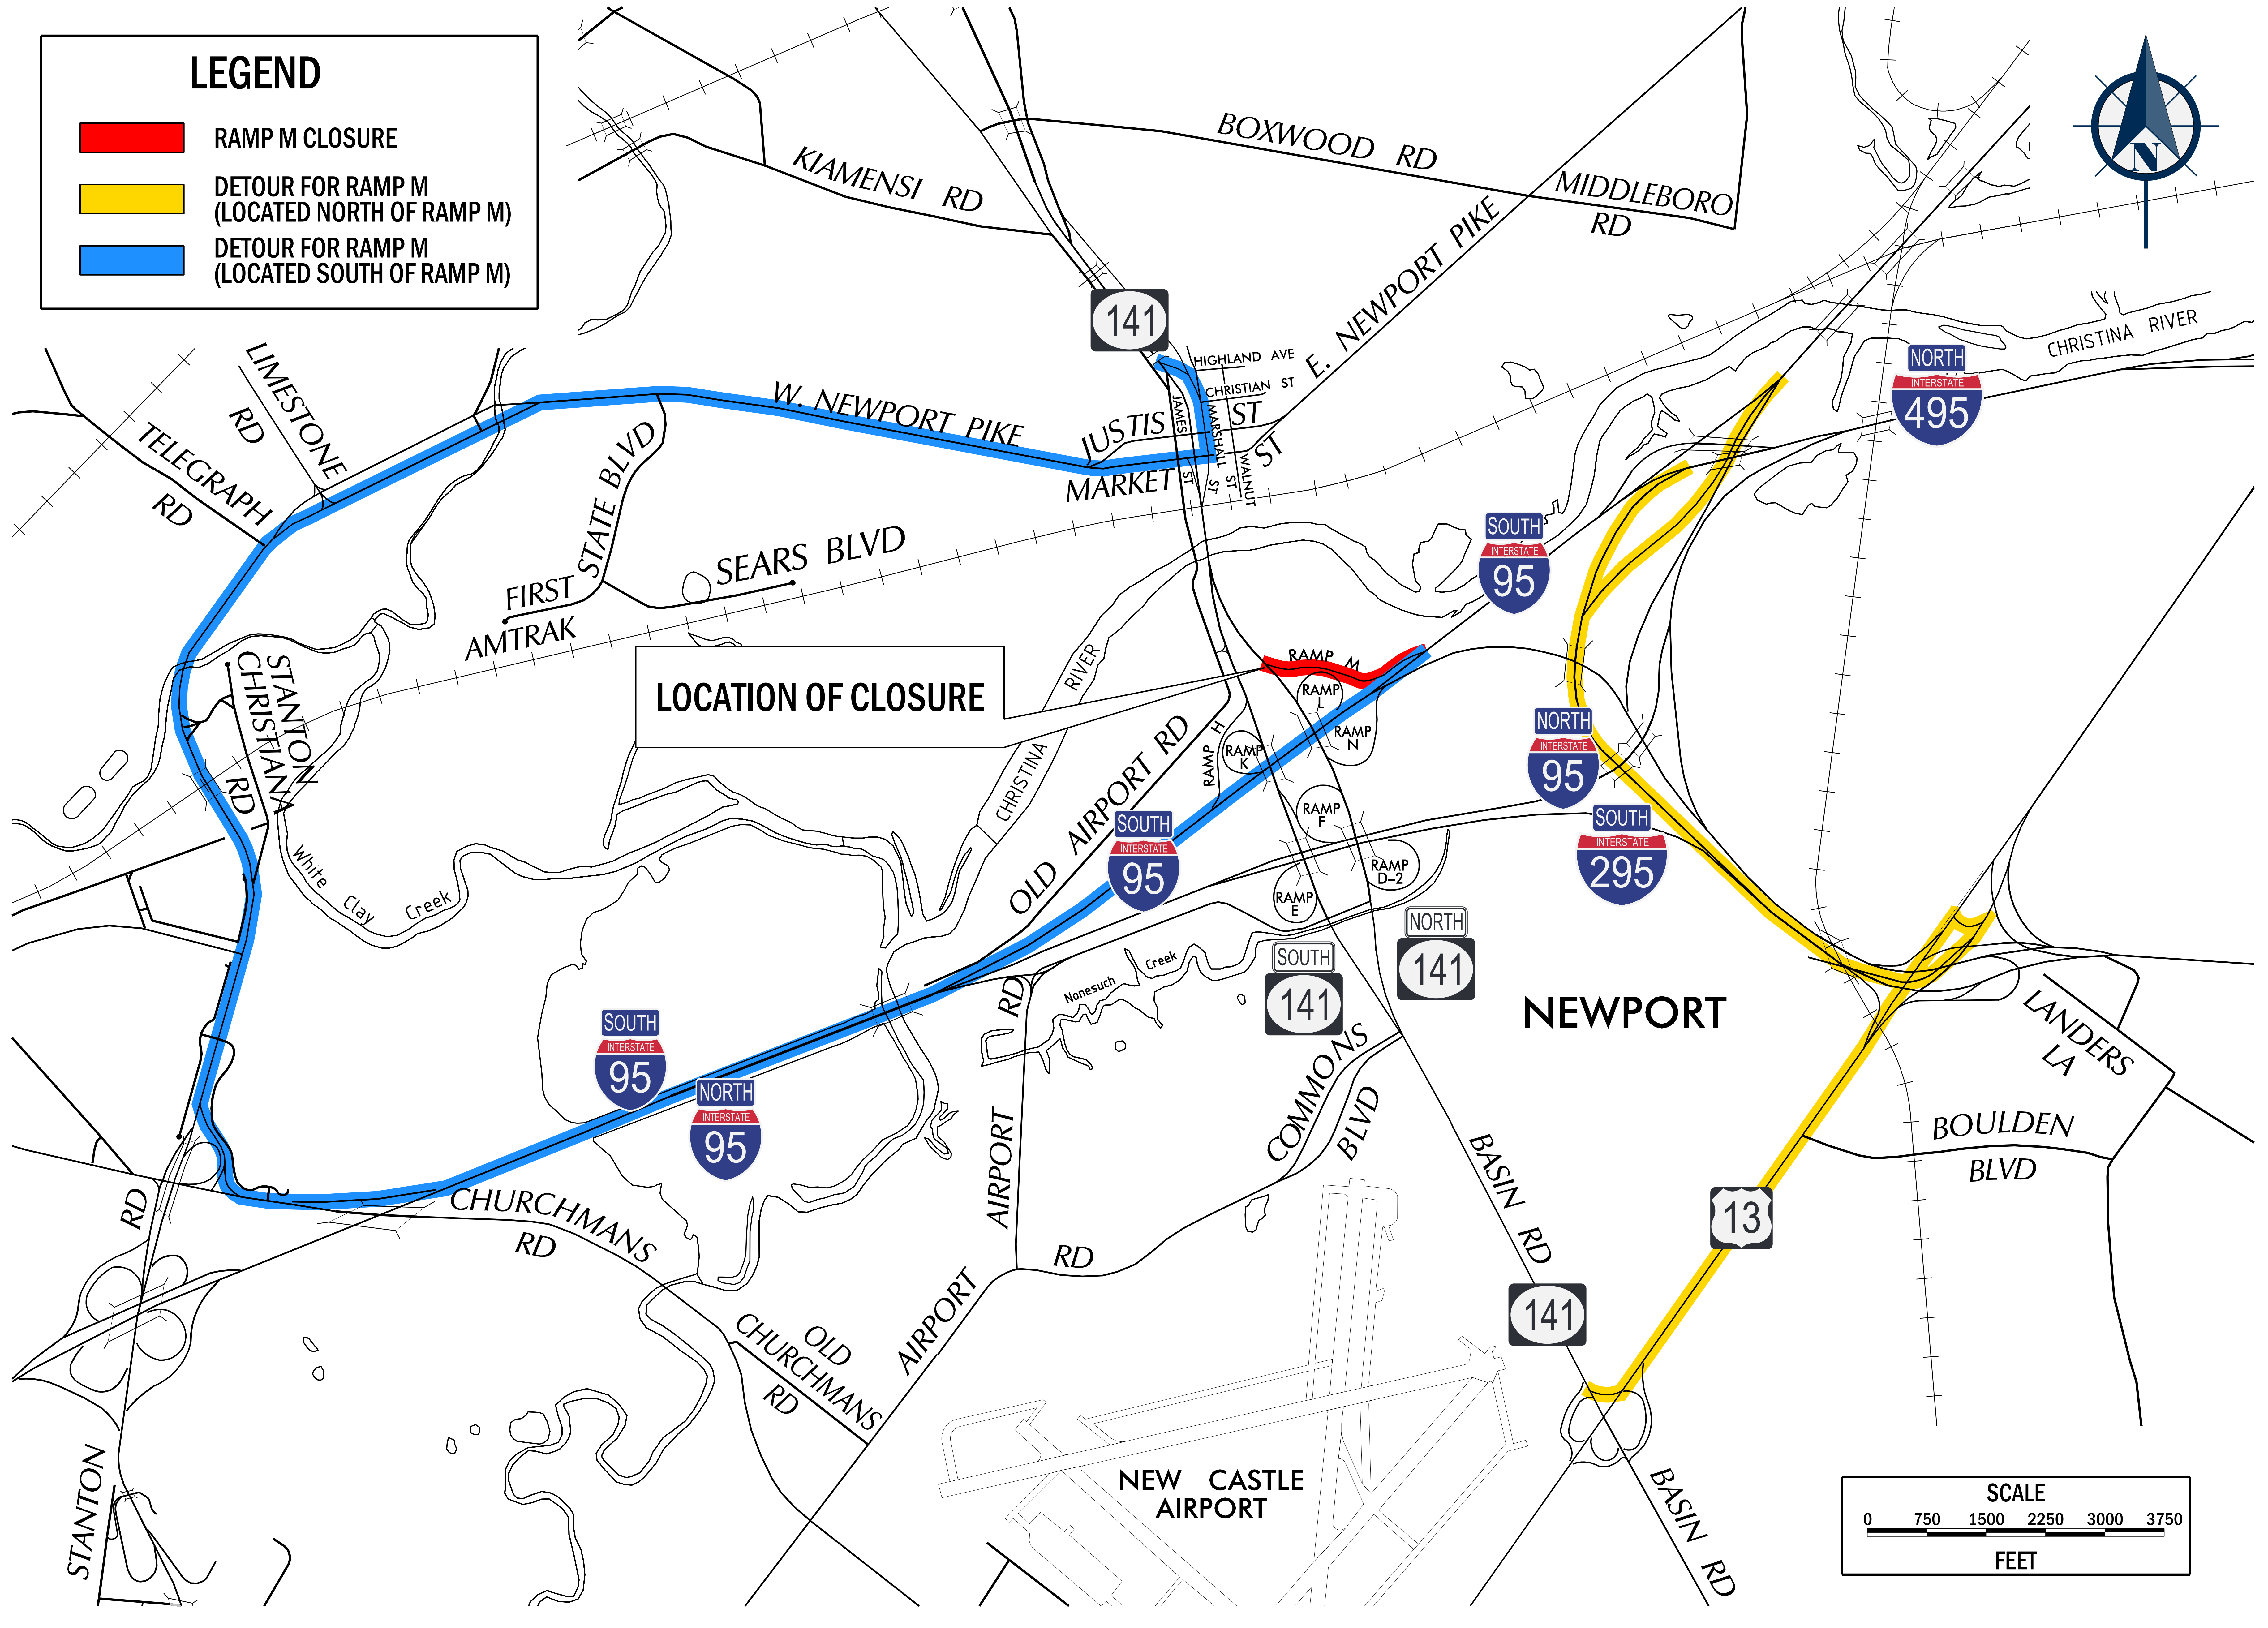 LEGEND
RAMP M CLOSURE
DETOUR FOR RAMP M
(LOCATED NORTH OF RAMP M)
DETOUR FOR RAMP M
(LOCATED SOUTH OF RAMP M)
N
BOXWOOD RD
KIAMENSI RD
MIDDLEBORO
RD
E. NEWPORT PIKE
141
CHRISTINA RIVER
NORTH
INTERSTATE
495
HIGHLAND AVE
CHRISTIAN ST
JAMES
ST
MARSHALL
ST
WALNUT
ST
JUSTIS ST
MARKET ST
W. NEWPORT PIKE
LIMESTONE
RD
TELEGRAPH
RD
STATE BLVD
FIRST
SEARS BLVD
AMTRAK
SOUTH
INTERSTATE
95
STANTON
CHRISTIANA
RD
LOCATION OF CLOSURE
CHRISTINA RIVER
RAMP M
RAMP
L
RAMP
N
RAMP H
RAMP
K
OLD AIRPORT RD
NORTH
INTERSTATE
95
RAMP
F
SOUTH
INTERSTATE
95
SOUTH
INTERSTATE
295
RAMP
D-2
RAMP
E
White Clay Creek
NORTH
141
SOUTH
141
Nonesuch Creek
RD
AIRPORT
NEWPORT
LANDERS
LA
SOUTH
INTERSTATE
95
NORTH
INTERSTATE
95
COMMONS
BLVD
BOULDEN
BLVD
BASIN RD
CHURCHMANS
RD
RD
STANTON
13
141
AIRPORT RD
OLD
CHURCHMANS
RD
NEW CASTLE
AIRPORT
BASIN RD
SCALE
0 750 1500 2250 3000 3750
FEET